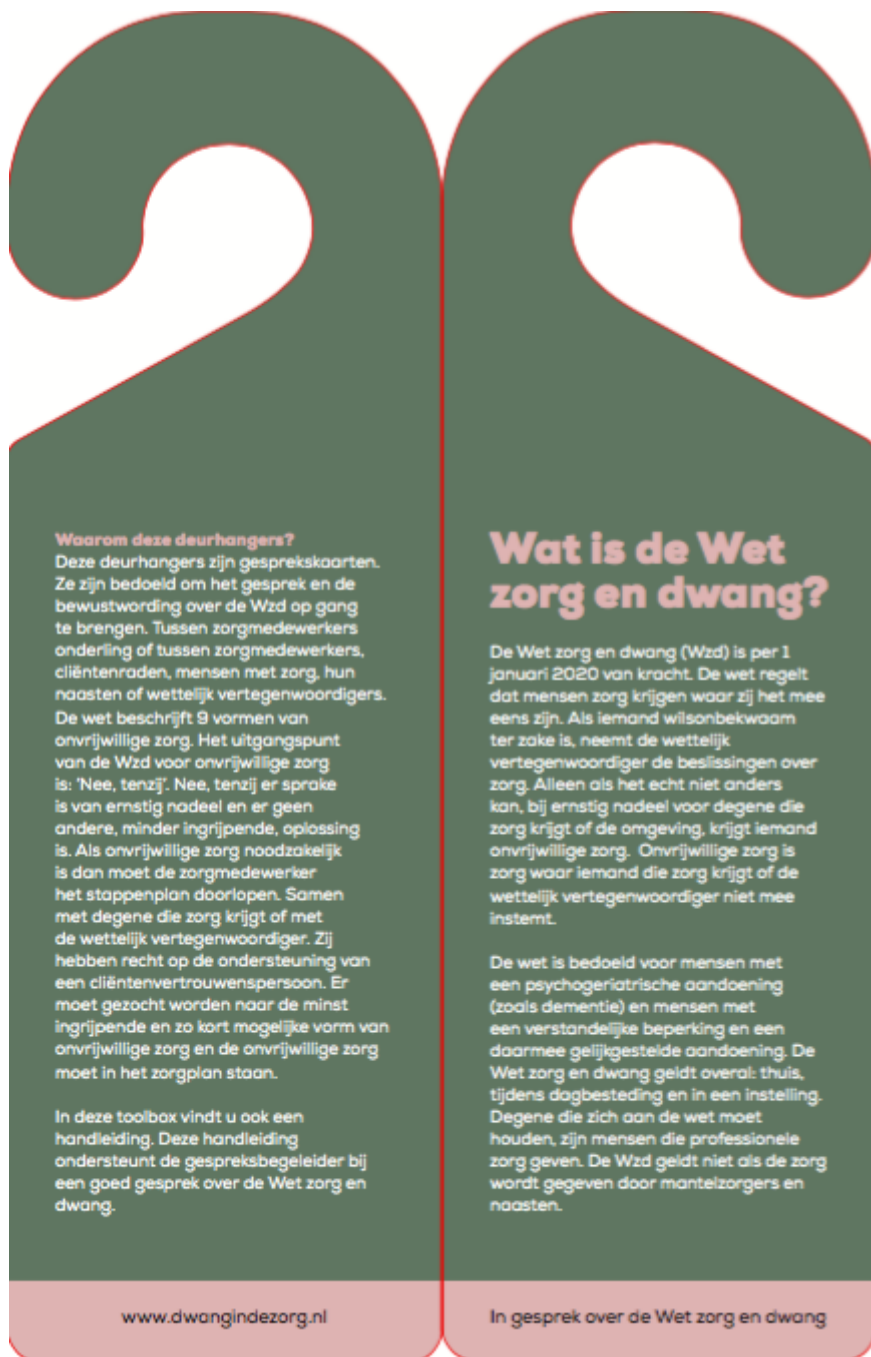 Waarom deze deurhangers?
Deze deurhangers zijn gesprekskaarten.
Ze zijn bedoeld om het gesprek en de
bewustwording over de Wzd op gang
te brengen. Tussen zorgmedewerkers
onderling of tussen zorgmedewerkers,
cliëntenraden, mensen met zorg, hun
naasten of wettelijk vertegenwoordigers.
De wet beschrijft 9 vormen van
onvrijwillige zorg. Het uitgangspunt
van de Wzd voor onvrijwillige zorg
is: 'Nee, tenzij'. Nee, tenzij er sprake
is van ernstig nadeel en er geen
andere, minder ingrijpende, oplossing
is. Als onvrijwillige zorg noodzakelijk
is dan moet de zorgmedewerker
het stappenplan doorlopen. Samen
met degene die zorg krijgt of met
de wettelijk vertegenwoordiger. Zij
hebben recht op de ondersteuning van
een cliëntenvertrouwenspersoon. Er
moet gezocht worden naar de minst
ingrijpende en zo kort mogelijke vorm van
onvrijwillige zorg en de onvrijwillige zorg
moet in het zorgplan staan.
In deze toolbox vindt u ook een
handleiding. Deze handleiding
ondersteunt de gespreksbegeleider bij
een goed gesprek over de Wet zorg en
dwang.
www.dwangindezorg.nl
Wat is de Wet
zorg en dwang?
De Wet zorg en dwang (Wzd) is per 1
januari 2020 van kracht. De wet regelt
dat mensen zorg krijgen waar zij het mee
eens zijn. Als iemand wilsonbekwaam
ter zake is, neemt de wettelijk
vertegenwoordiger de beslissingen over
zorg. Alleen als het echt niet anders
kan, bij ernstig nadeel voor degene die
zorg krijgt of de omgeving, krijgt iemand
onvrijwillige zorg. Onvrijwillige zorg is
zorg waar iemand die zorg krijgt of de
wettelijk vertegenwoordiger niet mee
instemt.
De wet is bedoeld voor mensen met
een psychogeriatrische aandoening
(zoals dementie) en mensen met
een verstandelijke beperking en een
daarmee gelijkgestelde aandoening. De
Wet zorg en dwang geldt overal: thuis,
tijdens dagbesteding en in een instelling.
Degene die zich aan de wet moet
houden, zijn mensen die professionele
zorg geven. De Wzd geldt niet als de zorg
wordt gegeven door mantelzorgers en
naasten.
In gesprek over de Wet zorg en dwang